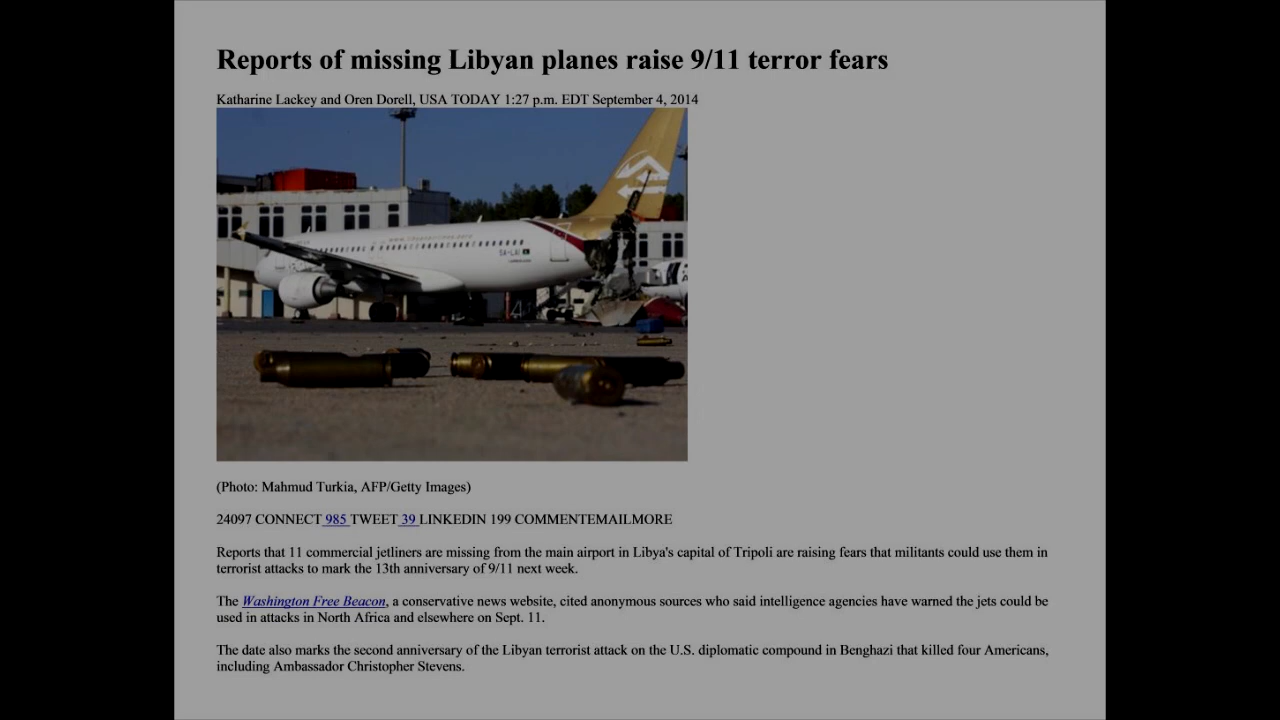 Reports of missing Libyan planes raise 9/11 terror fears
Katharine Lackey and Oren Dorell, USA TODAY 1:27 p.m. EDT September 4, 2014
5A-LAI
(Photo: Mahmud Turkia, AFP/Getty Images)
24097 CONNECT 985 TWEET 39 LINKEDIN 199 COMMENTEMAILMORE
Reports that 11 commercial jetliners are missing from the main airport in Libya's capital of Tripoli are raising fears that militants could use them in
terrorist attacks to mark the 13th anniversary of 9/11 next week.
The Washington Free Beacon, a conservative news website, cited anonymous sources who said intelligence agencies have warned the jets could be
used in attacks in North Africa and elsewhere on Sept. 11.
The date also marks the second anniversary of the Libyan terrorist attack on the U.S. diplomatic compound in Benghazi that killed four Americans,
including Ambassador Christopher Stevens.